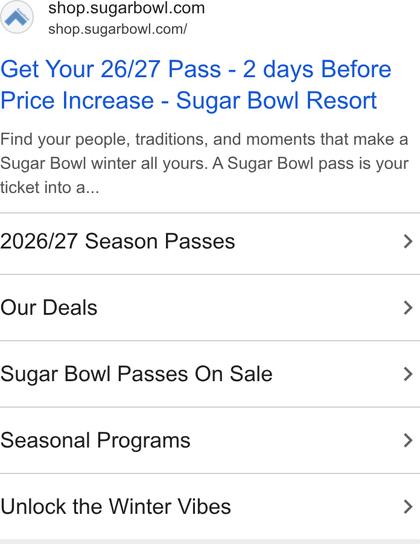 shop.sugarbowl.com
shop.sugarbowl.com/
Get Your 26/27 Pass - 2 days Before
Price Increase - Sugar Bowl Resort
Find your people, traditions, and moments that make a
Sugar Bowl winter all yours. A Sugar Bowl pass is your
ticket into a...
2026/27 Season Passes
Our Deals
Sugar Bowl Passes On Sale
Seasonal Programs
Unlock the Winter Vibes